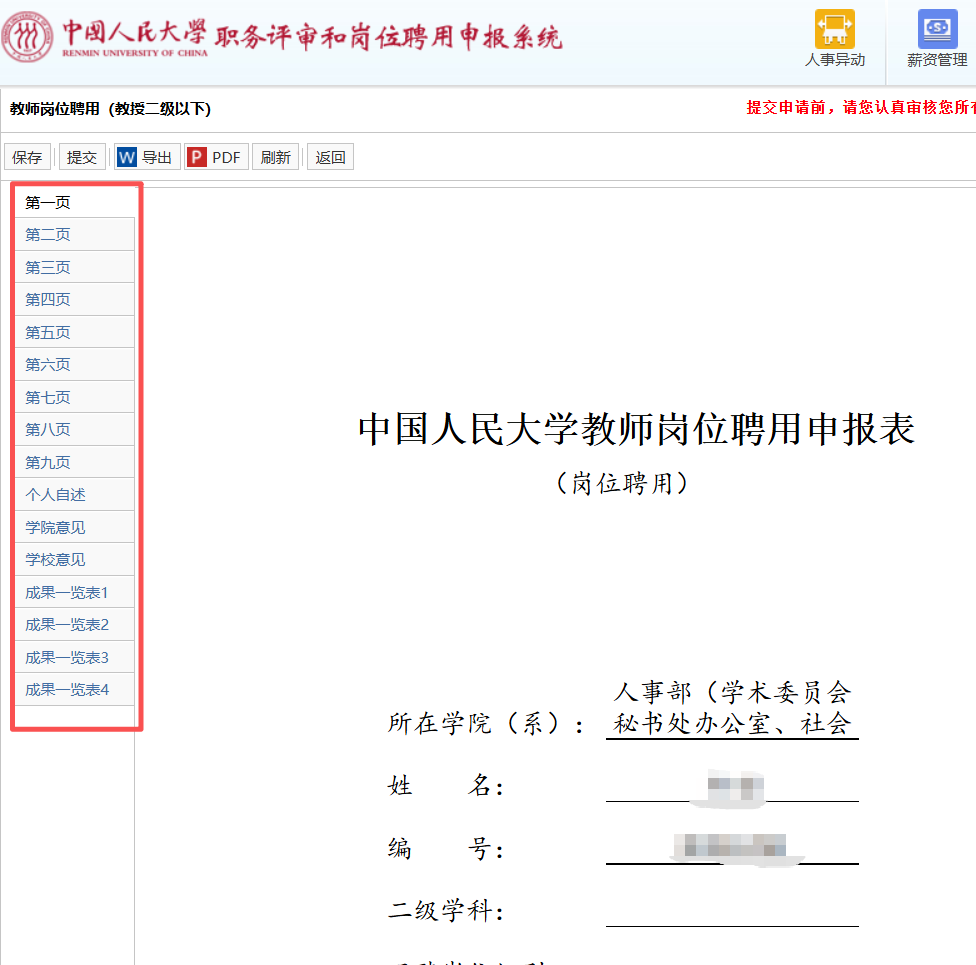 中国人民大学
RENMIN UNIVERSITY OF CHINA
职务评审和岗位聘用申报系统
人事异动
薪资管理
教师岗位聘用（教授二级以下）
提交申请前，请您认真审核您所
保存 提交 W 导出 P PDF 刷新 返回
第一页
第二页
第三页
第四页
第五页
第六页
第七页
第八页
第九页
个人自述
学院意见
学校意见
成果一览表1
成果一览表2
成果一览表3
成果一览表4
中国人民大学教师岗位聘用申报表
（岗位聘用）
所在学院（系）：
人事部（学术委员会
秘书处办公室、社会
姓 名：
编 号：
二级学科：